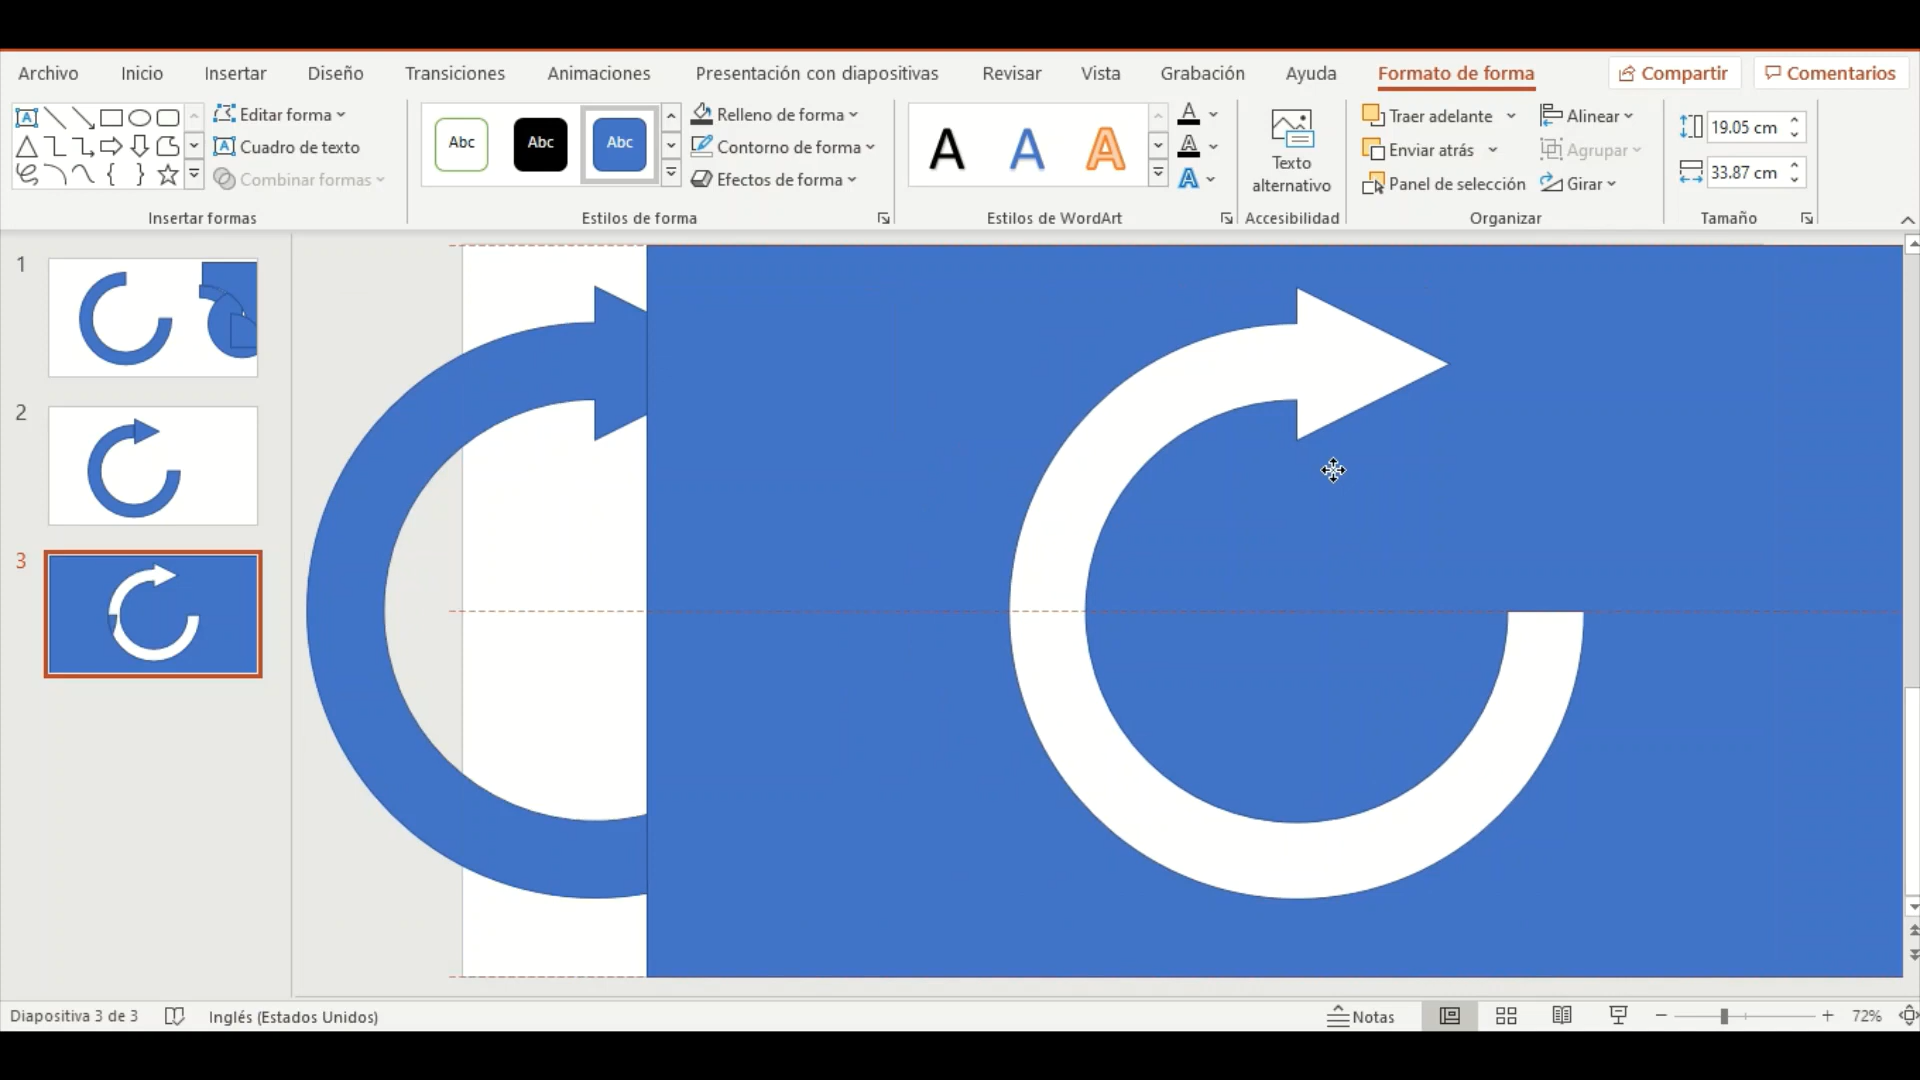 Archivo Inicio Insertar Diseño Transiciones Animaciones Presentación con diapositivas Revisar Vista Grabación Ayuda Formato de forma Compartir Comentarios
Editar forma
Cuadro de texto
Combinar formas
Insertar formas
Abc Abc Abc
Relleno de forma
Contorno de forma
Efectos de forma
Estilos de forma
A A A
A
A
A
Estilos de WordArt
Texto
alternativo
Accesibilidad
Traer adelante
Enviar atrás
Panel de selección
Alinear
Agrupar
Girar
Organizar
19.05 cm
33.87 cm
Tamaño
1
2
3
Diapositiva 3 de 3 Inglés (Estados Unidos) Notas 72%